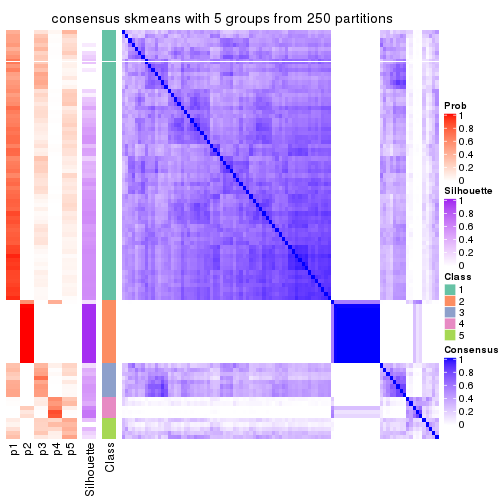 consensus skmeans with 5 groups from 250 partitions
Prob
1
0.8
0.6
0.4
0.2
0
Silhouette
1
0.8
0.6
0.4
0.2
0
Class
1
2
3
4
5
Consensus
1
0.8
0.6
0.4
0.2
0
p1
p2
p3
p4
p5
Silhouette
Class